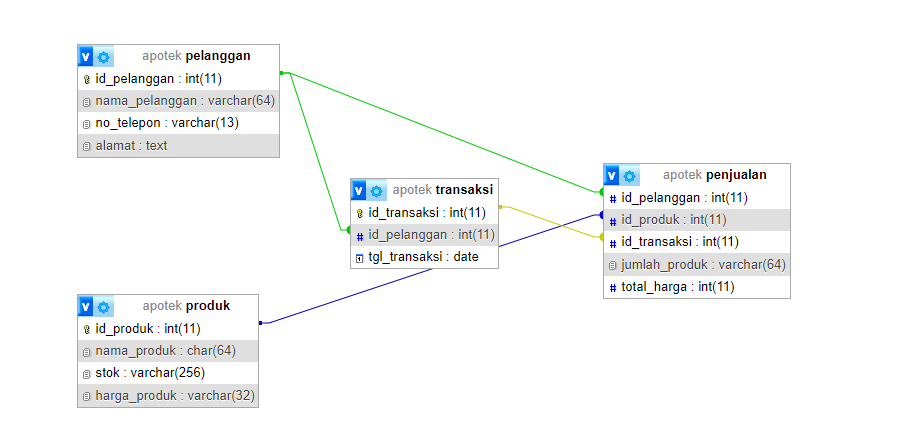 apotek pelanggan
id_pelanggan : int(11)
nama_pelanggan : varchar(64)
no_telepon : varchar(13)
alamat : text
apotek transaksi
id_transaksi : int(11)
id_pelanggan : int(11)
tgl_transaksi : date
apotek penjualan
id_pelanggan : int(11)
id_produk : int(11)
id_transaksi : int(11)
jumlah_produk : varchar(64)
total_harga : int(11)
apotek produk
id_produk : int(11)
nama_produk : char(64)
stok : varchar(256)
harga_produk : varchar(32)